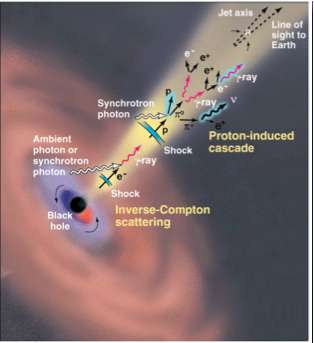 Jet axis
Line of
sight to
Earth
e-
e+
e-
e+
e-
γ-ray
p
Synchrotron
photon
γ-ray
ν
π°
p
π+
e+
Proton-induced
cascade
Shock
Ambient
photon or
synchrotron
photon
γ-ray
e-
Shock
Inverse-Compton
scattering
Black
hole